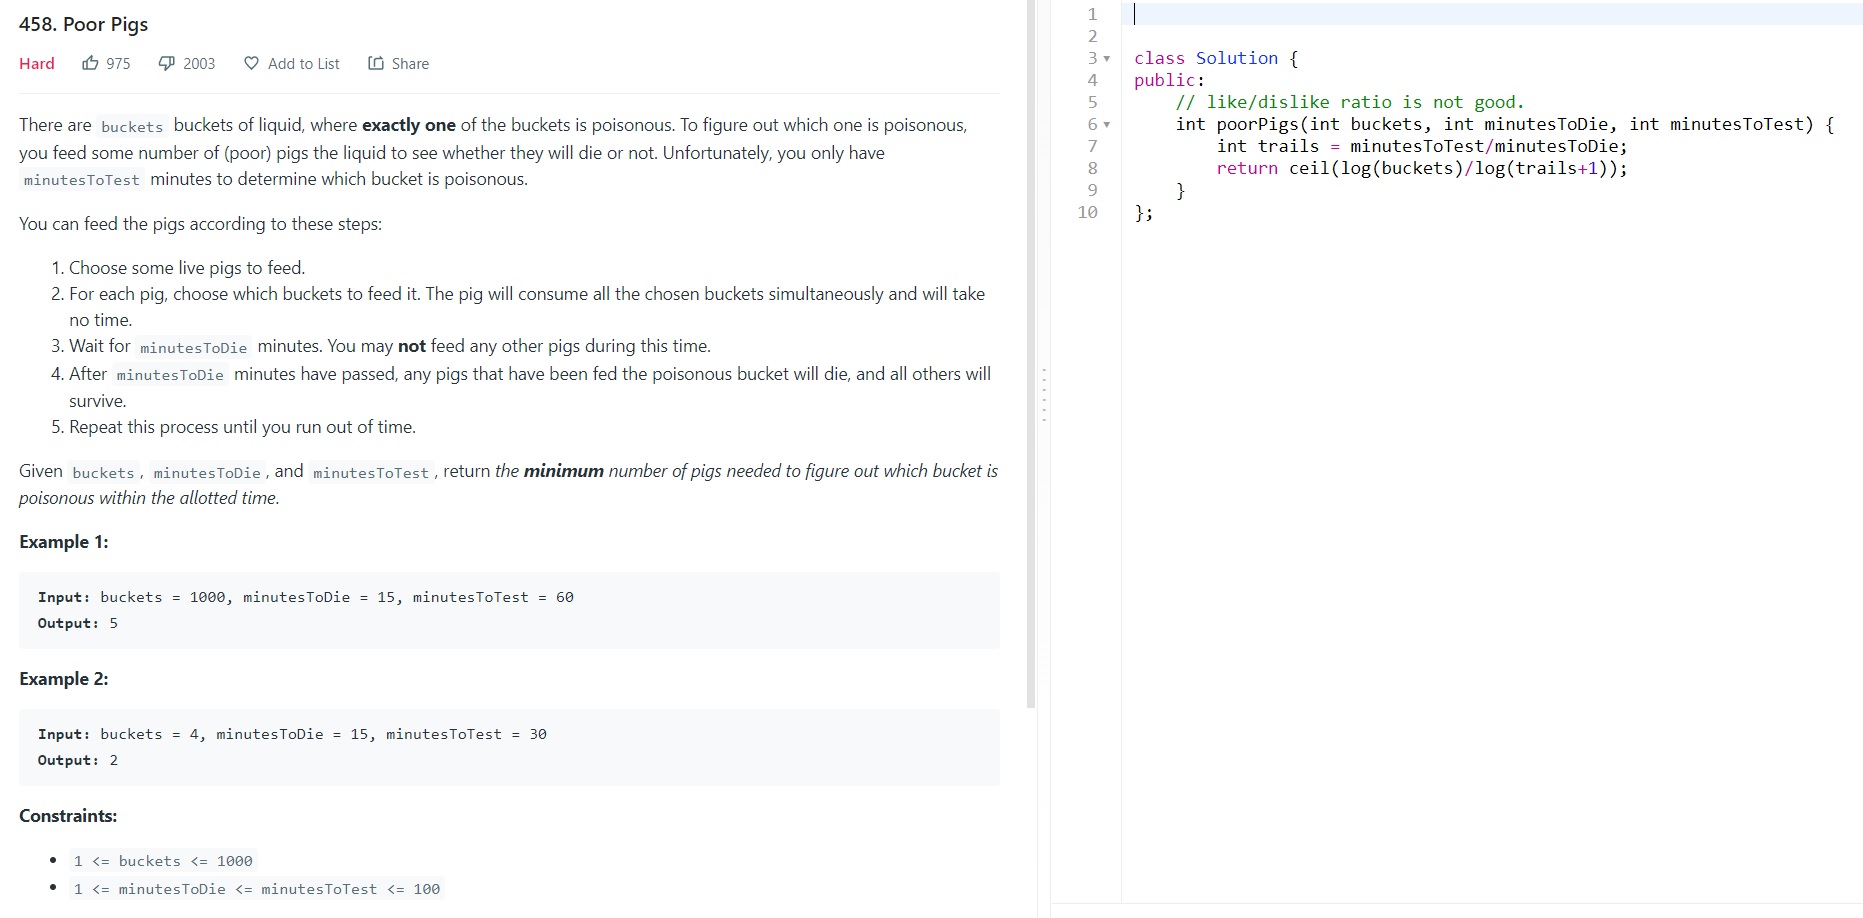 458. Poor Pigs
Hard 975 2003 Add to List Share
There are buckets buckets of liquid, where exactly one of the buckets is poisonous. To figure out which one is poisonous,
you feed some number of (poor) pigs the liquid to see whether they will die or not. Unfortunately, you only have
minutesToTest minutes to determine which bucket is poisonous.
You can feed the pigs according to these steps:
1. Choose some live pigs to feed.
2. For each pig, choose which buckets to feed it. The pig will consume all the chosen buckets simultaneously and will take
no time.
3. Wait for minutesToDie minutes. You may not feed any other pigs during this time.
4. After minutesToDie minutes have passed, any pigs that have been fed the poisonous bucket will die, and all others will
survive.
5. Repeat this process until you run out of time.
Given buckets, minutesToDie, and minutesToTest, return the minimum number of pigs needed to figure out which bucket is
poisonous within the allotted time.
Example 1:
Input: buckets = 1000, minutesToDie = 15, minutesToTest = 60
Output: 5
Example 2:
Input: buckets = 4, minutesToDie = 15, minutesToTest = 30
Output: 2
Constraints:
• 1 <= buckets <= 1000
• 1 <= minutesToDie <= minutesToTest <= 100
1
2
3 class Solution {
4 public:
5 // like/dislike ratio is not good.
6 int poorPigs(int buckets, int minutesToDie, int minutesToTest) {
7 int trails = minutesToTest/minutesToDie;
8 return ceil(log(buckets)/log(trails+1));
9 }
10 };